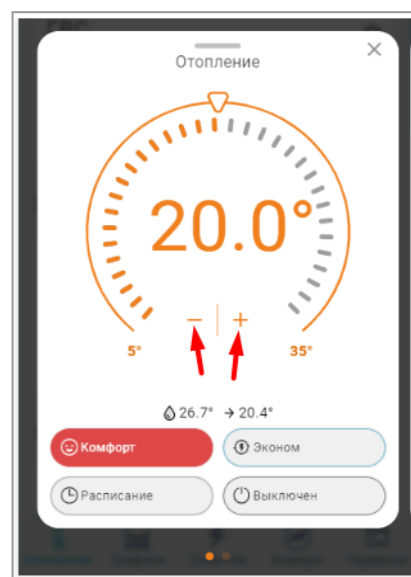 Отопление
20.0°
− +
5° 35°
26.7° → 20.4°
Комфорт Эконом
Расписание Выключен